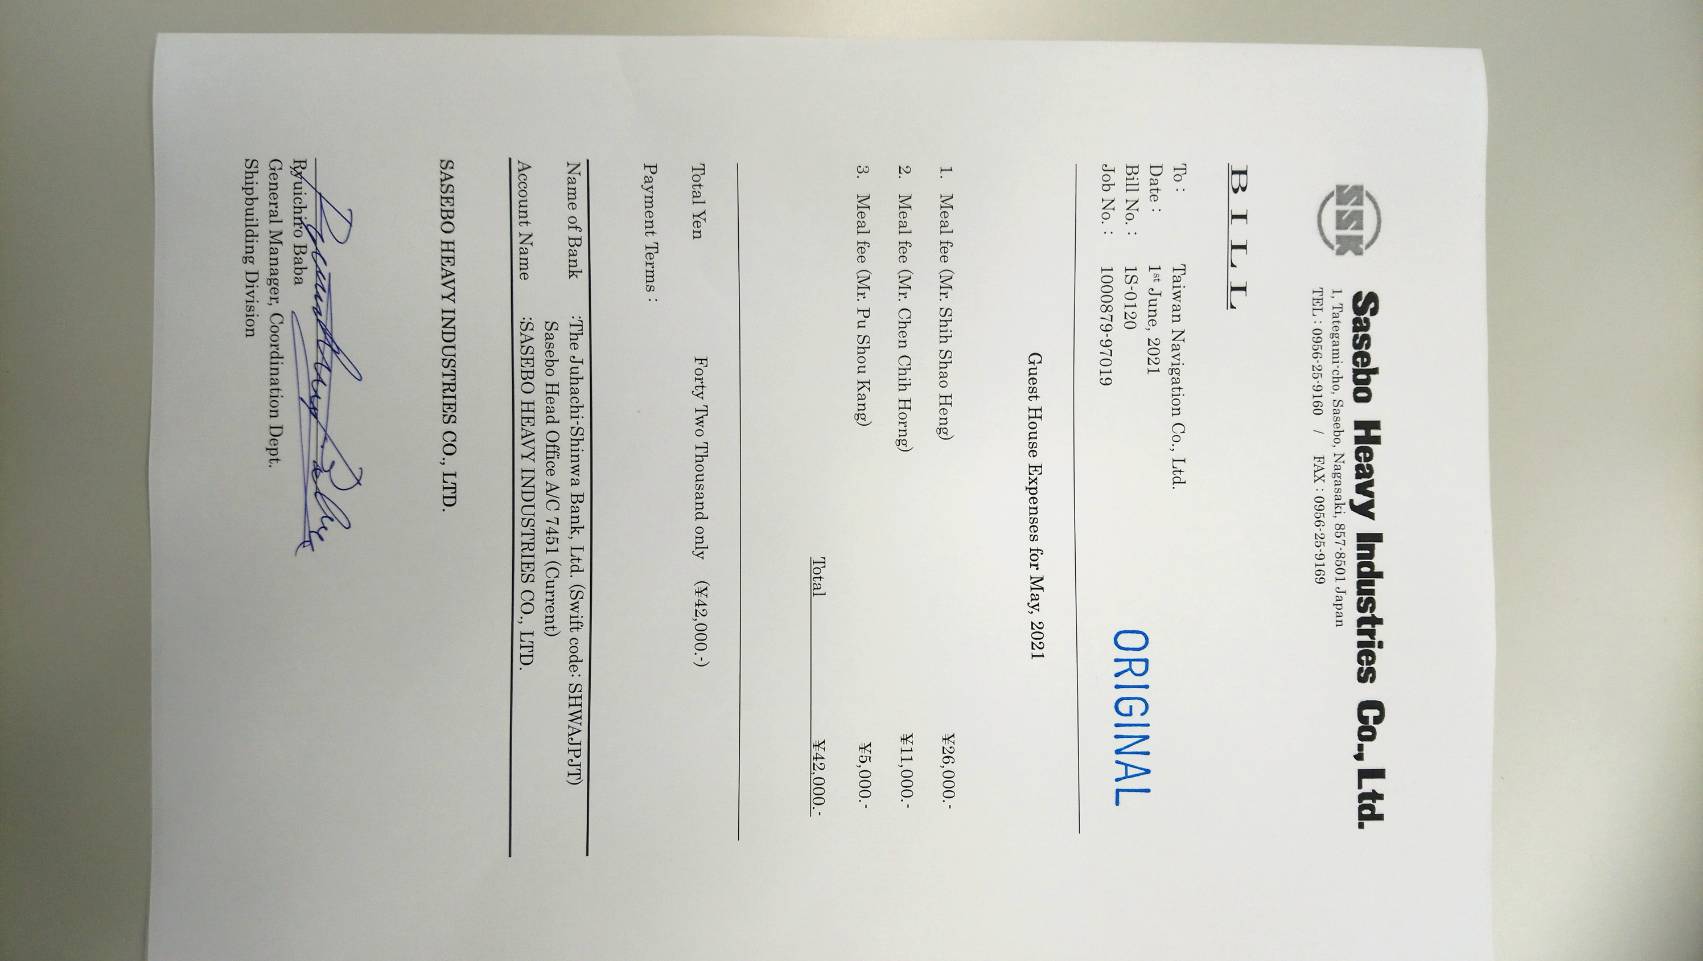 SSK
Sasebo Heavy Industries Co., Ltd.
1, Tategami-cho, Sasebo, Nagasaki, 857-8501 Japan
TEL : 0956-25-9160 / FAX : 0956-25-9169
BILL
To : Taiwan Navigation Co., Ltd.
Date : 1st June, 2021
Bill No. : 1S-0120
Job No. : 1000879-97019
ORIGINAL
Guest House Expenses for May, 2021
1. Meal fee (Mr. Shih Shao Heng) ¥26,000.-
2. Meal fee (Mr. Chen Chih Horng) ¥11,000.-
3. Meal fee (Mr. Pu Shou Kang) ¥5,000.-
Total ¥42,000.-
Total Yen Forty Two Thousand only (¥42,000.-)
Payment Terms :
Name of Bank :The Juhachi-Shinwa Bank, Ltd. (Swift code: SHWAJPJT)
Sasebo Head Office A/C 7451 (Current)
Account Name :SASEBO HEAVY INDUSTRIES CO., LTD.
SASEBO HEAVY INDUSTRIES CO., LTD.
Ryuichiro Baba
General Manager, Coordination Dept.
Shipbuilding Division